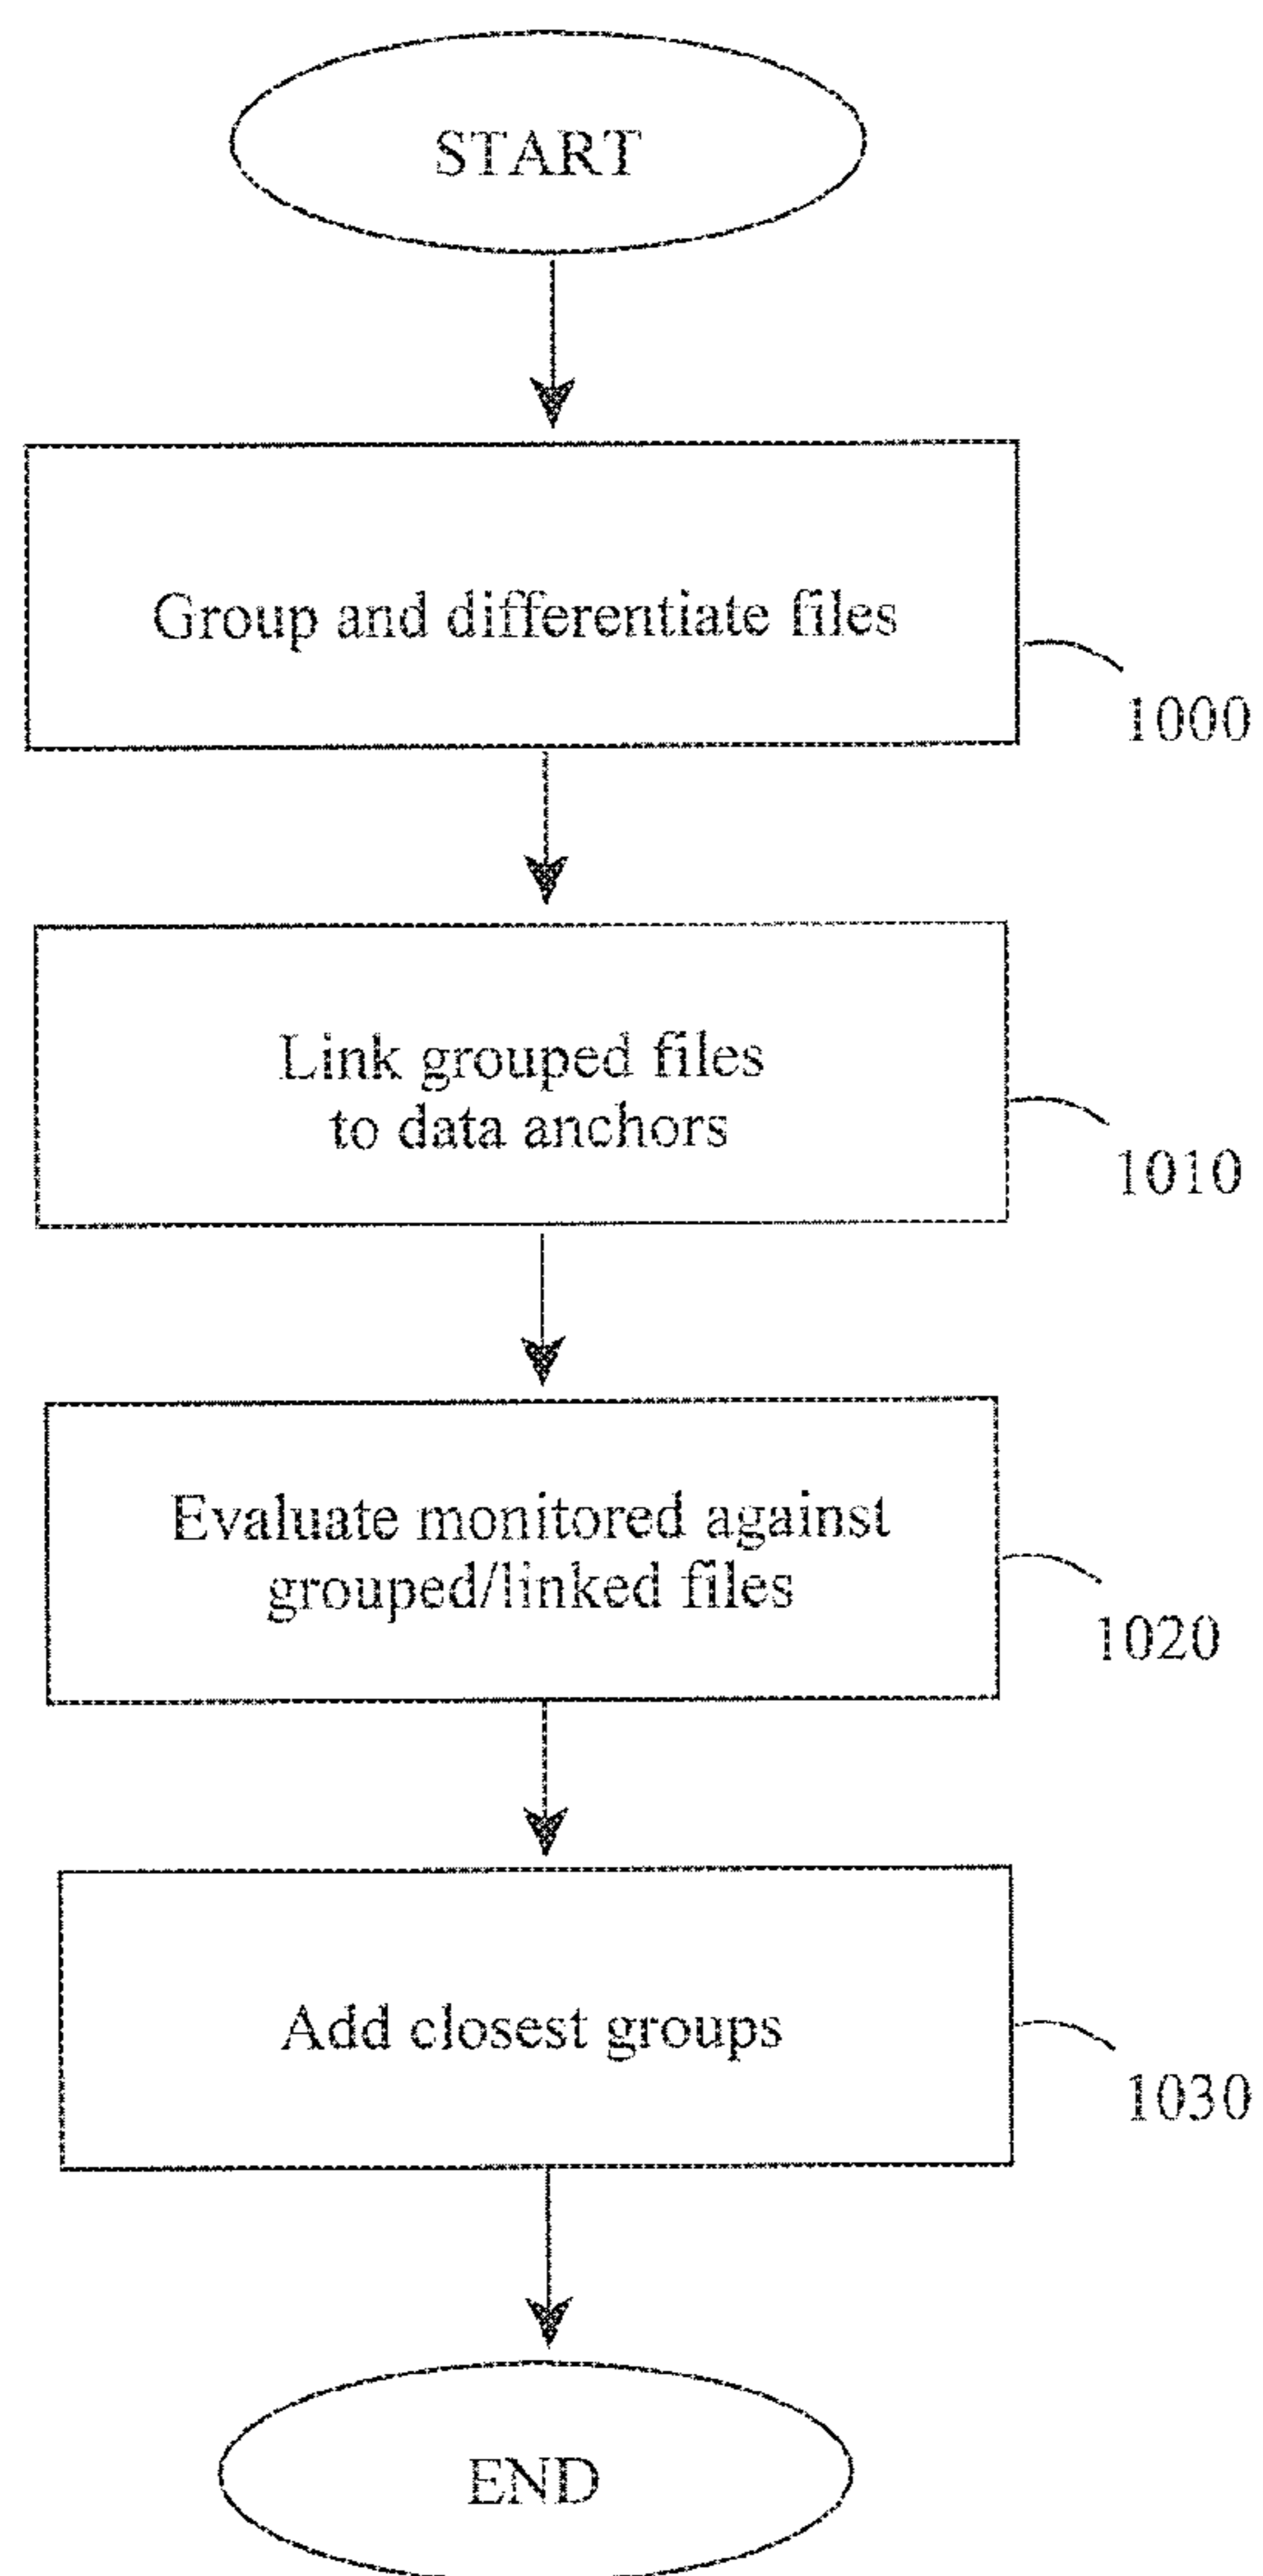 START
Group and differentiate files
1000
Link grouped files
to data anchors
1010
Evaluate monitored against
grouped/linked files
1020
Add closest groups
1030
END